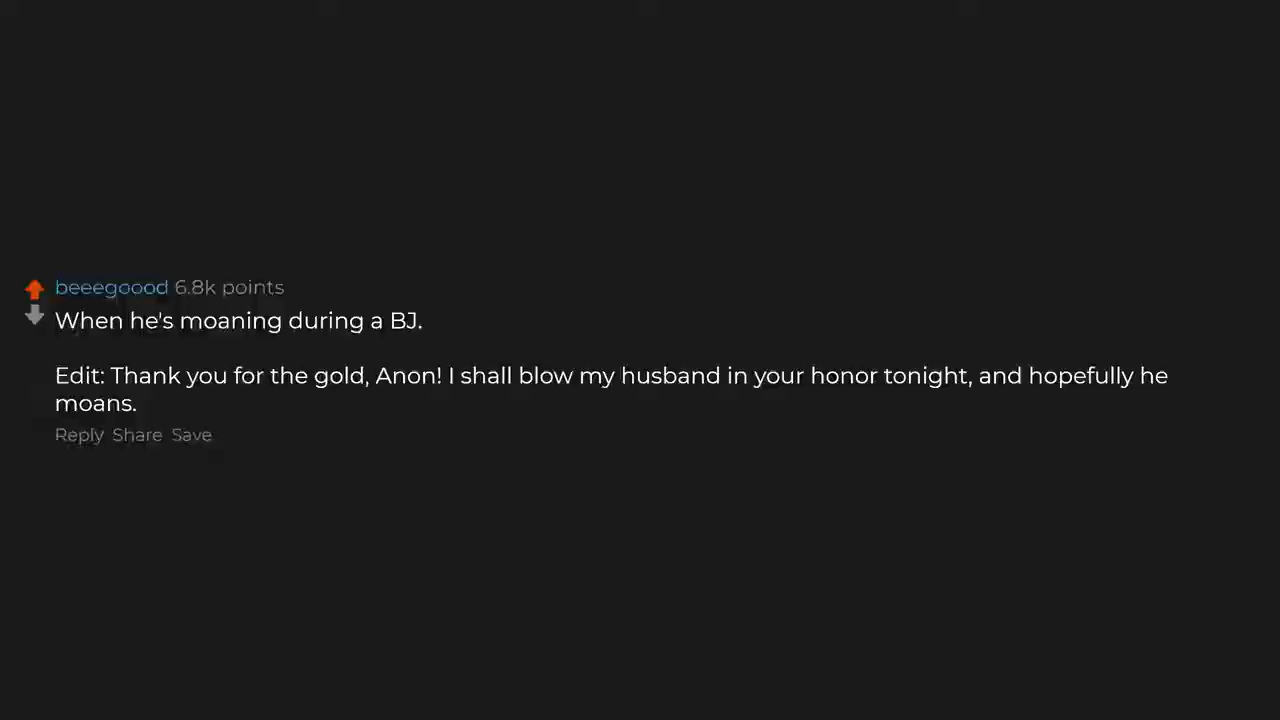 beeegoood 6.8k points
When he's moaning during a BJ.
Edit: Thank you for the gold, Anon! I shall blow my husband in your honor tonight, and hopefully he
moans.
Reply Share Save